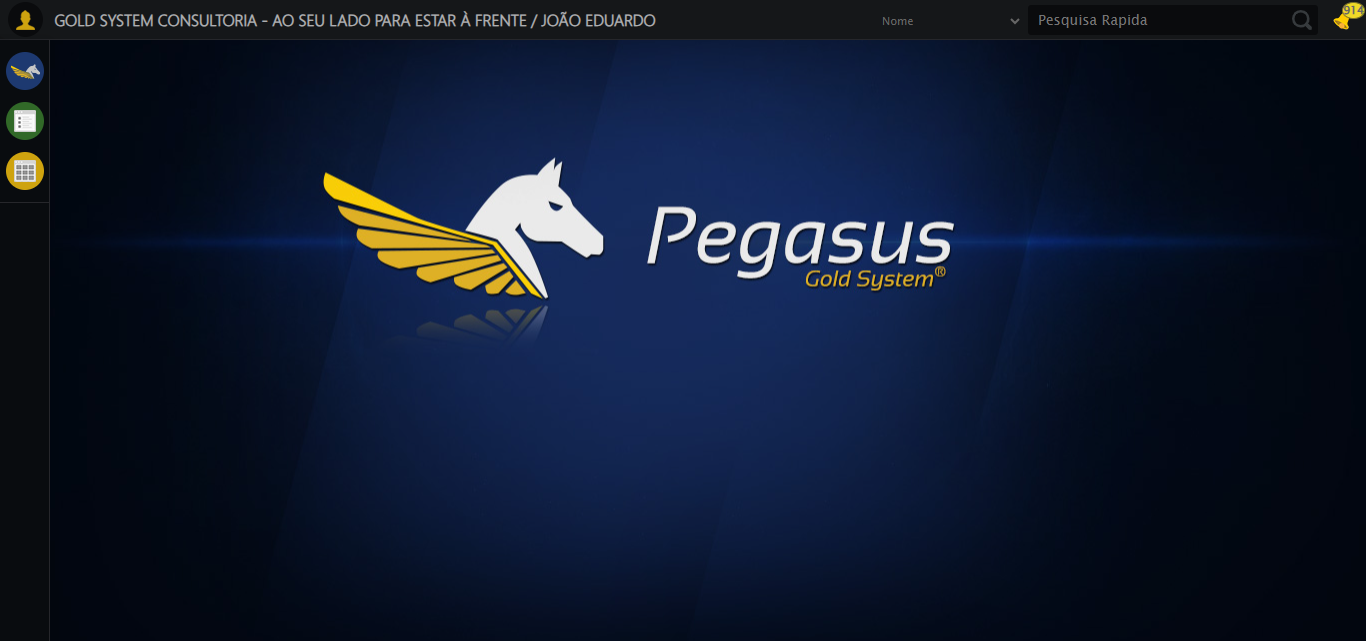 GOLD SYSTEM CONSULTORIA - AO SEU LADO PARA ESTAR À FRENTE / JOÃO EDUARDO
Nome
Pesquisa Rapida
914
Pegasus
Gold System®